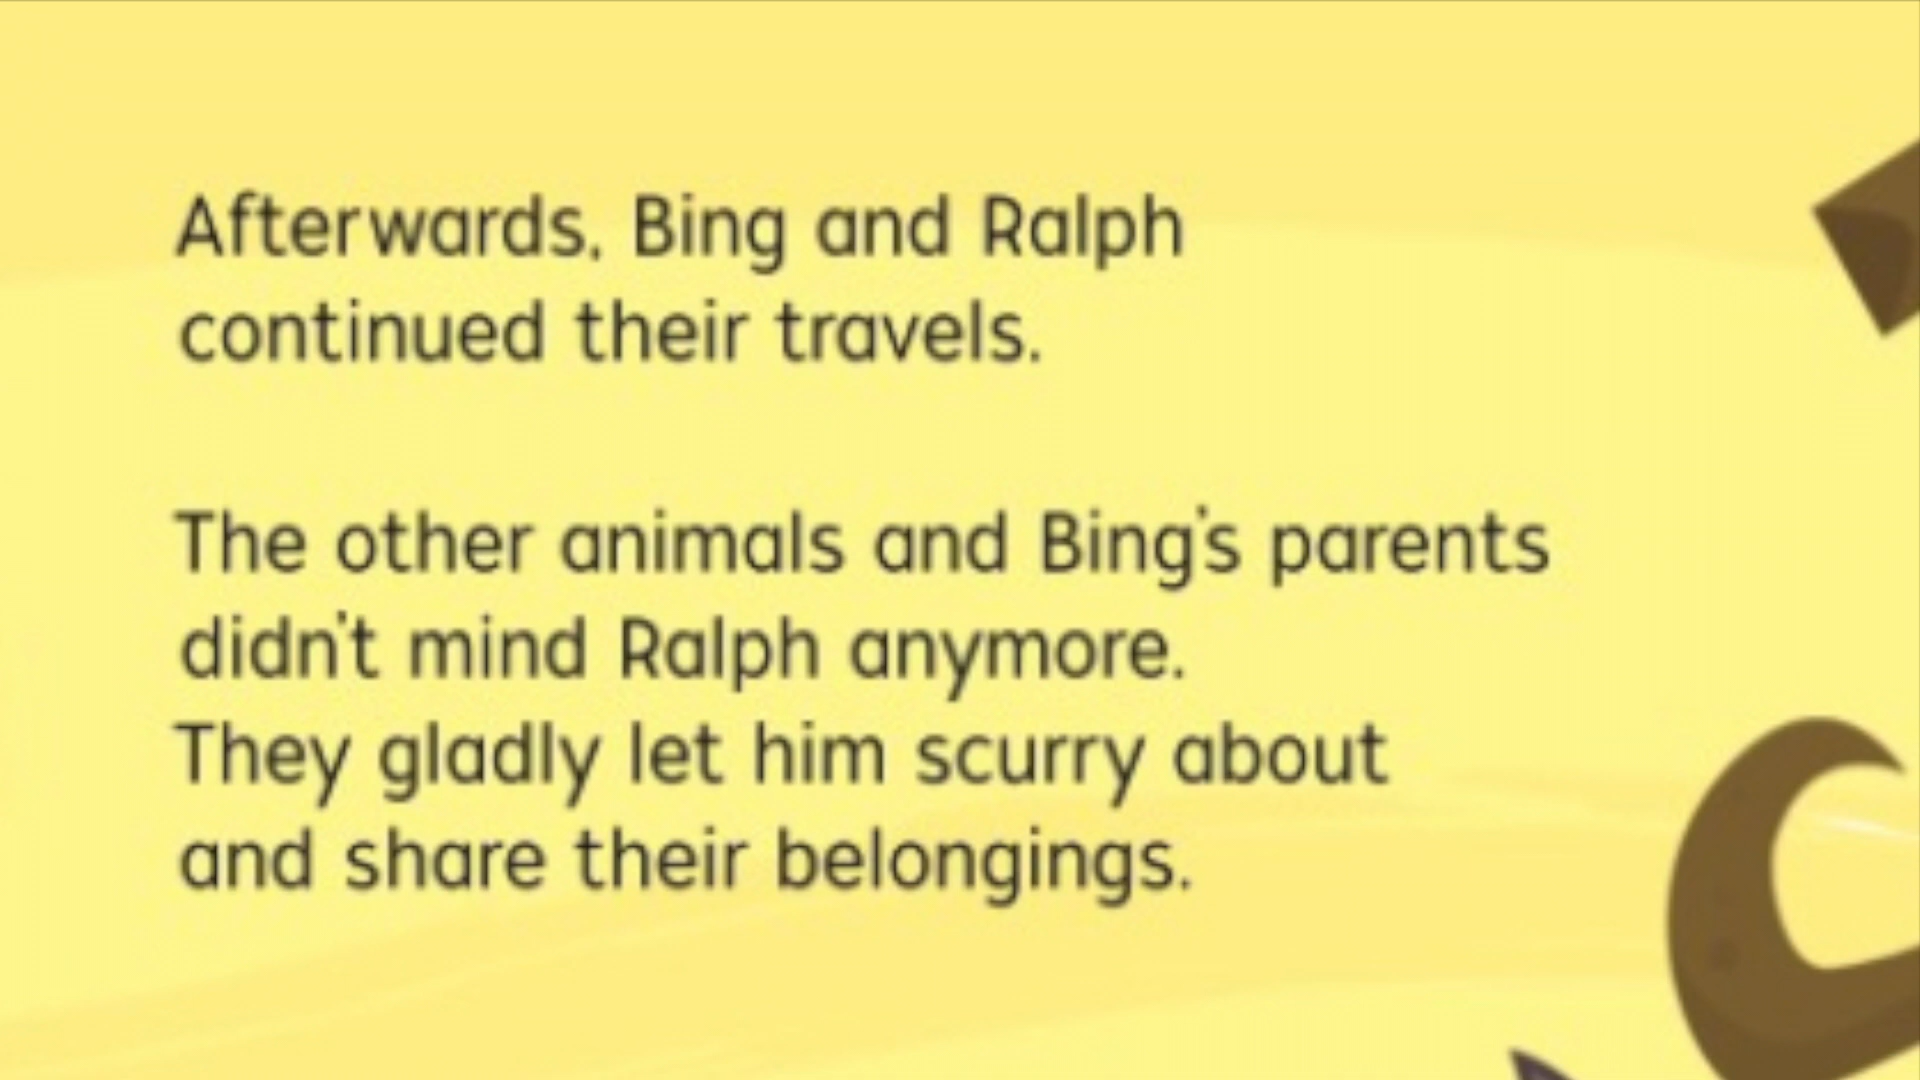 Afterwards, Bing and Ralph
continued their travels.
The other animals and Bing's parents
didn't mind Ralph anymore.
They gladly let him scurry about
and share their belongings.